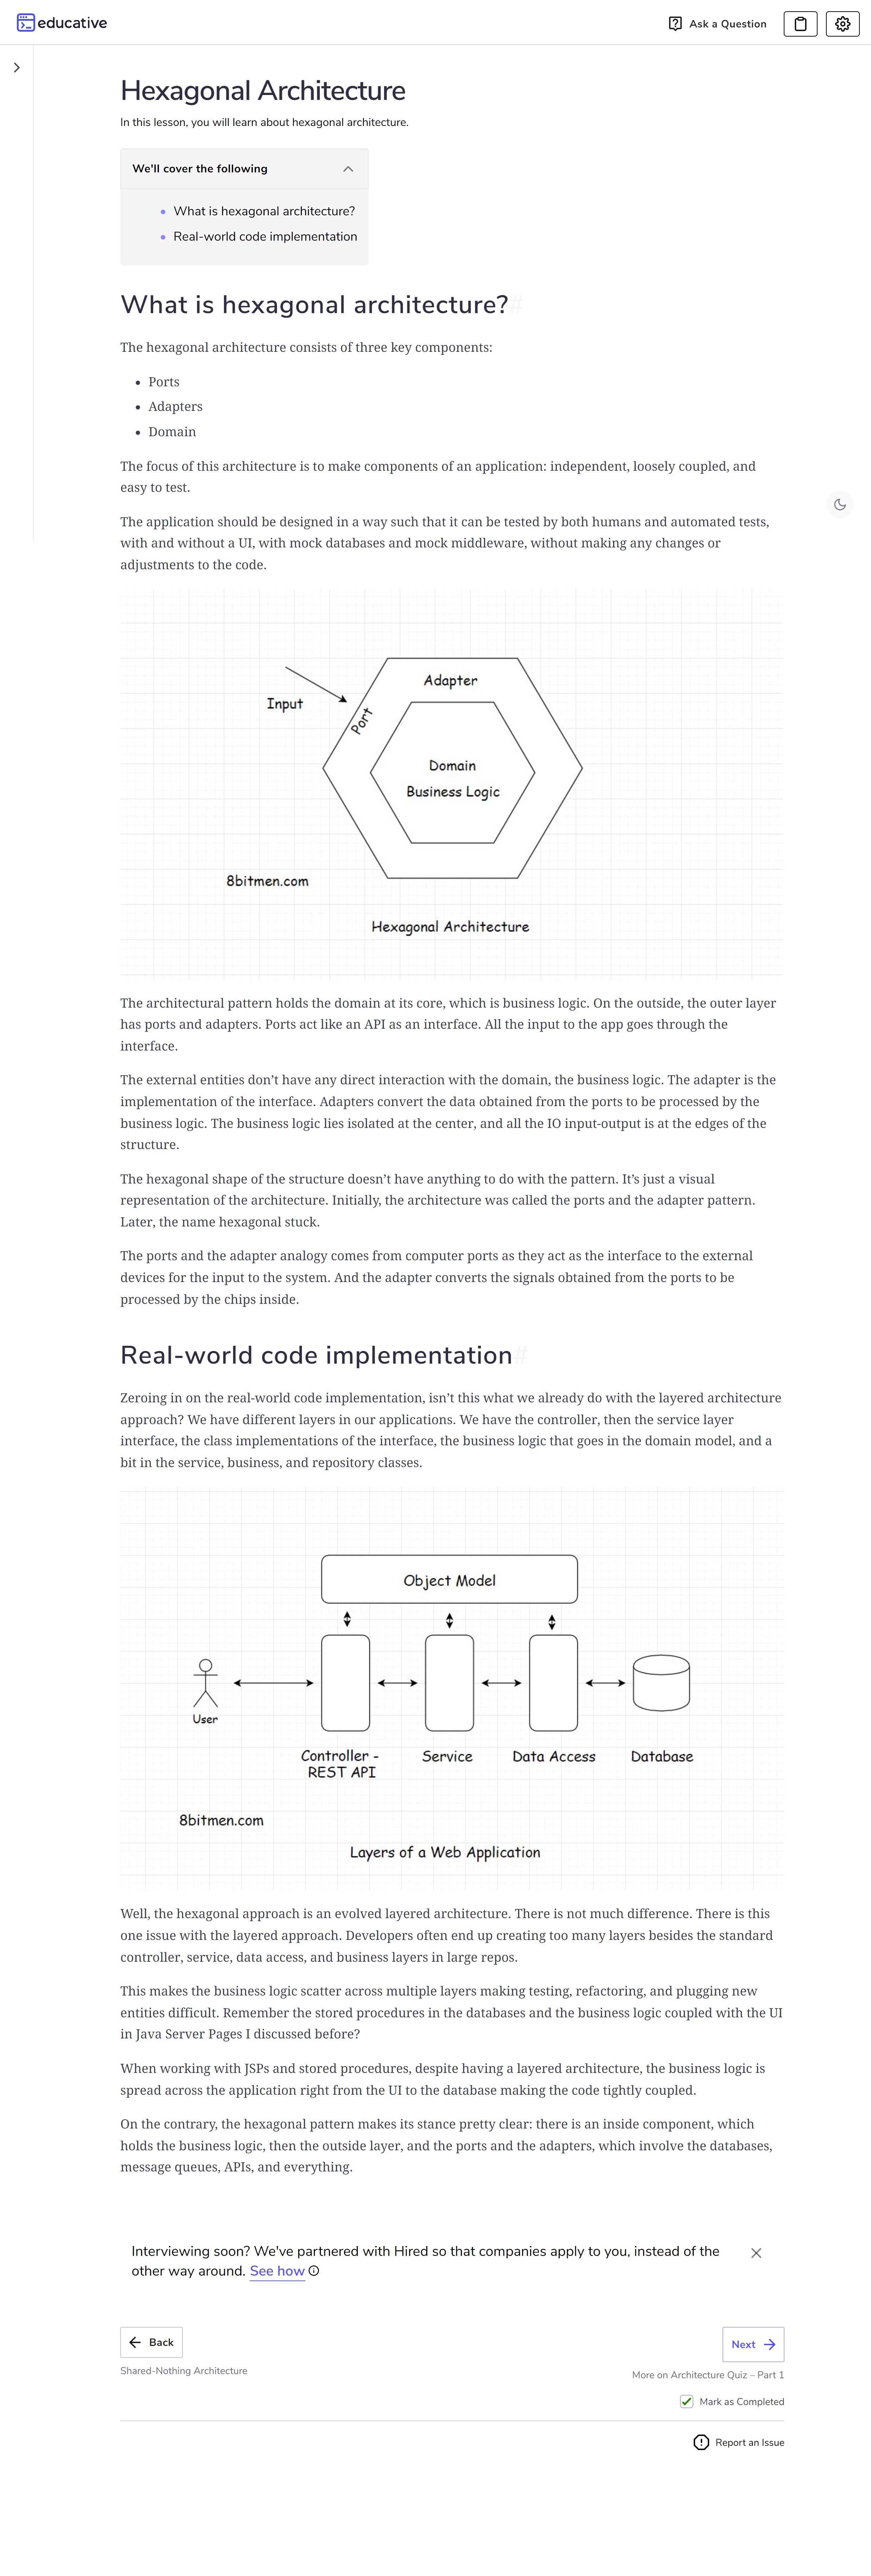 educative
Ask a Question
Hexagonal Architecture
In this lesson, you will learn about hexagonal architecture.
We'll cover the following
What is hexagonal architecture?
Real-world code implementation
What is hexagonal architecture?#
The hexagonal architecture consists of three key components:
Ports
Adapters
Domain
The focus of this architecture is to make components of an application: independent, loosely coupled, and
easy to test.
The application should be designed in a way such that it can be tested by both humans and automated tests,
with and without a UI, with mock databases and mock middleware, without making any changes or
adjustments to the code.
Adapter
Input
Port
Domain
Business Logic
8bitmen.com
Hexagonal Architecture
The architectural pattern holds the domain at its core, which is business logic. On the outside, the outer layer
has ports and adapters. Ports act like an API as an interface. All the input to the app goes through the
interface.
The external entities don’t have any direct interaction with the domain, the business logic. The adapter is the
implementation of the interface. Adapters convert the data obtained from the ports to be processed by the
business logic. The business logic lies isolated at the center, and all the IO input-output is at the edges of the
structure.
The hexagonal shape of the structure doesn’t have anything to do with the pattern. It’s just a visual
representation of the architecture. Initially, the architecture was called the ports and the adapter pattern.
Later, the name hexagonal stuck.
The ports and the adapter analogy comes from computer ports as they act as the interface to the external
devices for the input to the system. And the adapter converts the signals obtained from the ports to be
processed by the chips inside.
Real-world code implementation#
Zeroing in on the real-world code implementation, isn’t this what we already do with the layered architecture
approach? We have different layers in our applications. We have the controller, then the service layer
interface, the class implementations of the interface, the business logic that goes in the domain model, and a
bit in the service, business, and repository classes.
Object Model
User
Controller - Service Data Access Database
REST API
8bitmen.com
Layers of a Web Application
Well, the hexagonal approach is an evolved layered architecture. There is not much difference. There is this
one issue with the layered approach. Developers often end up creating too many layers besides the standard
controller, service, data access, and business layers in large repos.
This makes the business logic scatter across multiple layers making testing, refactoring, and plugging new
entities difficult. Remember the stored procedures in the databases and the business logic coupled with the UI
in Java Server Pages I discussed before?
When working with JSPs and stored procedures, despite having a layered architecture, the business logic is
spread across the application right from the UI to the database making the code tightly coupled.
On the contrary, the hexagonal pattern makes its stance pretty clear: there is an inside component, which
holds the business logic, then the outside layer, and the ports and the adapters, which involve the databases,
message queues, APIs, and everything.
Interviewing soon? We've partnered with Hired so that companies apply to you, instead of the
other way around. See how
Back
Next
Shared-Nothing Architecture
More on Architecture Quiz – Part 1
Mark as Completed
Report an Issue